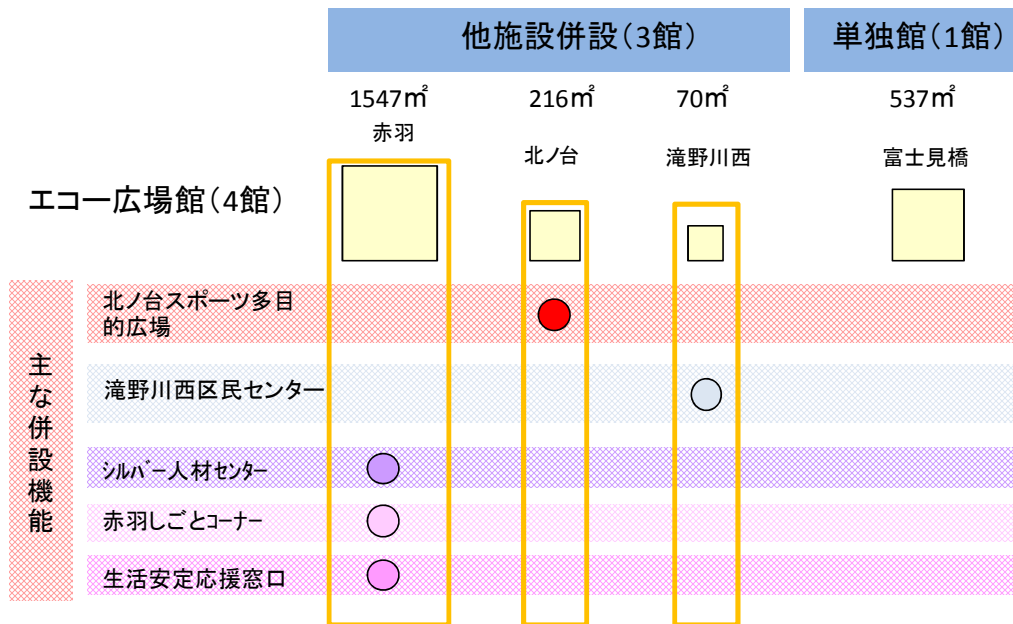 他施設併設(3館)
単独館(1館)
1547㎡
216㎡
70㎡
537㎡
赤羽
北ノ台
滝野川西
富士見橋
エコー広場館(4館)
主な併設機能
北ノ台スポーツ多目
的広場
滝野川西区民センター
ｼﾙﾊﾞｰ人材ｾﾝﾀｰ
赤羽しごとｺｰﾅｰ
生活安定応援窓口